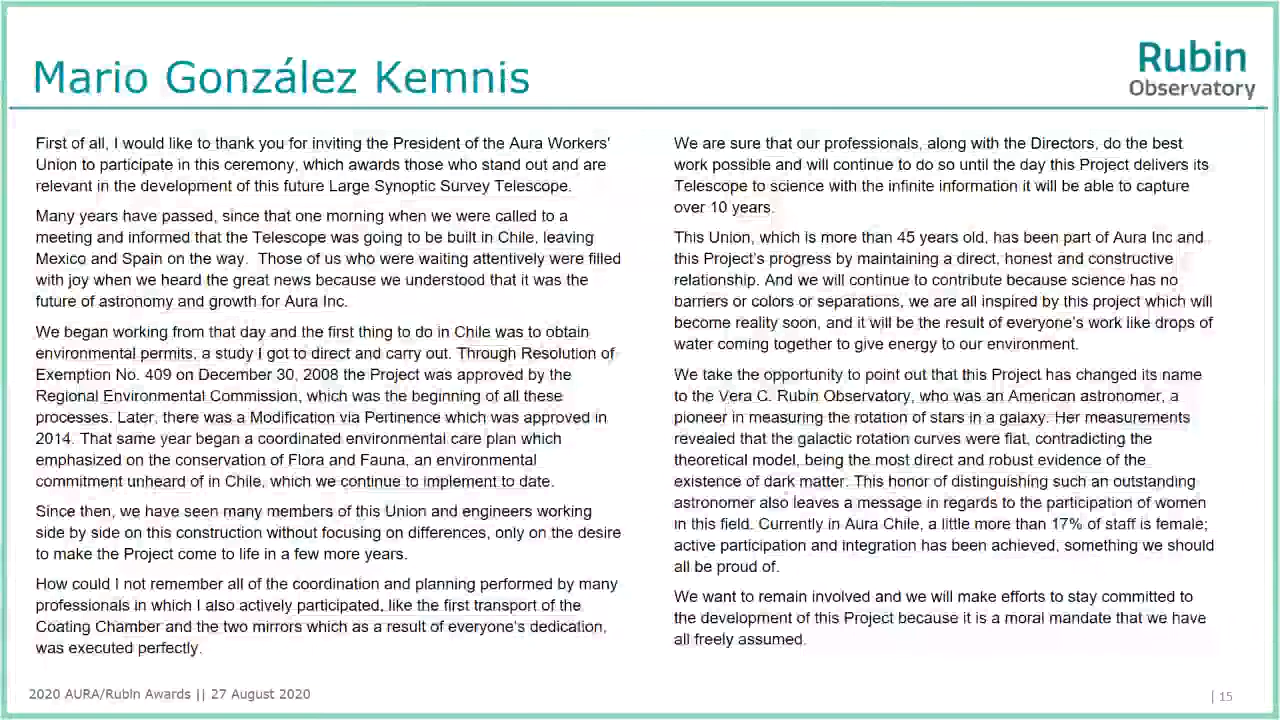 Mario González Kemnis
Rubin
Observatory
First of all, I would like to thank you for inviting the President of the Aura Workers'
Union to participate in this ceremony, which awards those who stand out and are
relevant in the development of this future Large Synoptic Survey Telescope.
Many years have passed, since that one morning when we were called to a
meeting and informed that the Telescope was going to be built in Chile, leaving
Mexico and Spain on the way.  Those of us who were waiting attentively were filled
with joy when we heard the great news because we understood that it was the
future of astronomy and growth for Aura Inc.
We began working from that day and the first thing to do in Chile was to obtain
environmental permits, a study I got to direct and carry out. Through Resolution of
Exemption No. 409 on December 30, 2008 the Project was approved by the
Regional Environmental Commission, which was the beginning of all these
processes. Later, there was a Modification via Pertinence which was approved in
2014. That same year began a coordinated environmental care plan which
emphasized on the conservation of Flora and Fauna, an environmental
commitment unheard of in Chile, which we continue to implement to date.
Since then, we have seen many members of this Union and engineers working
side by side on this construction without focusing on differences, only on the desire
to make the Project come to life in a few more years.
How could I not remember all of the coordination and planning performed by many
professionals in which I also actively participated, like the first transport of the
Coating Chamber and the two mirrors which as a result of everyone's dedication,
was executed perfectly.
We are sure that our professionals, along with the Directors, do the best
work possible and will continue to do so until the day this Project delivers its
Telescope to science with the infinite information it will be able to capture
over 10 years.
This Union, which is more than 45 years old, has been part of Aura Inc and
this Project's progress by maintaining a direct, honest and constructive
relationship. And we will continue to contribute because science has no
barriers or colors or separations, we are all inspired by this project which will
become reality soon, and it will be the result of everyone's work like drops of
water coming together to give energy to our environment.
We take the opportunity to point out that this Project has changed its name
to the Vera C. Rubin Observatory, who was an American astronomer, a
pioneer in measuring the rotation of stars in a galaxy. Her measurements
revealed that the galactic rotation curves were flat, contradicting the
theoretical model, being the most direct and robust evidence of the
existence of dark matter. This honor of distinguishing such an outstanding
astronomer also leaves a message in regards to the participation of women
in this field. Currently in Aura Chile, a little more than 17% of staff is female;
active participation and integration has been achieved, something we should
all be proud of.
We want to remain involved and we will make efforts to stay committed to
the development of this Project because it is a moral mandate that we have
all freely assumed.
2020 AURA/Rubin Awards || 27 August 2020
| 15